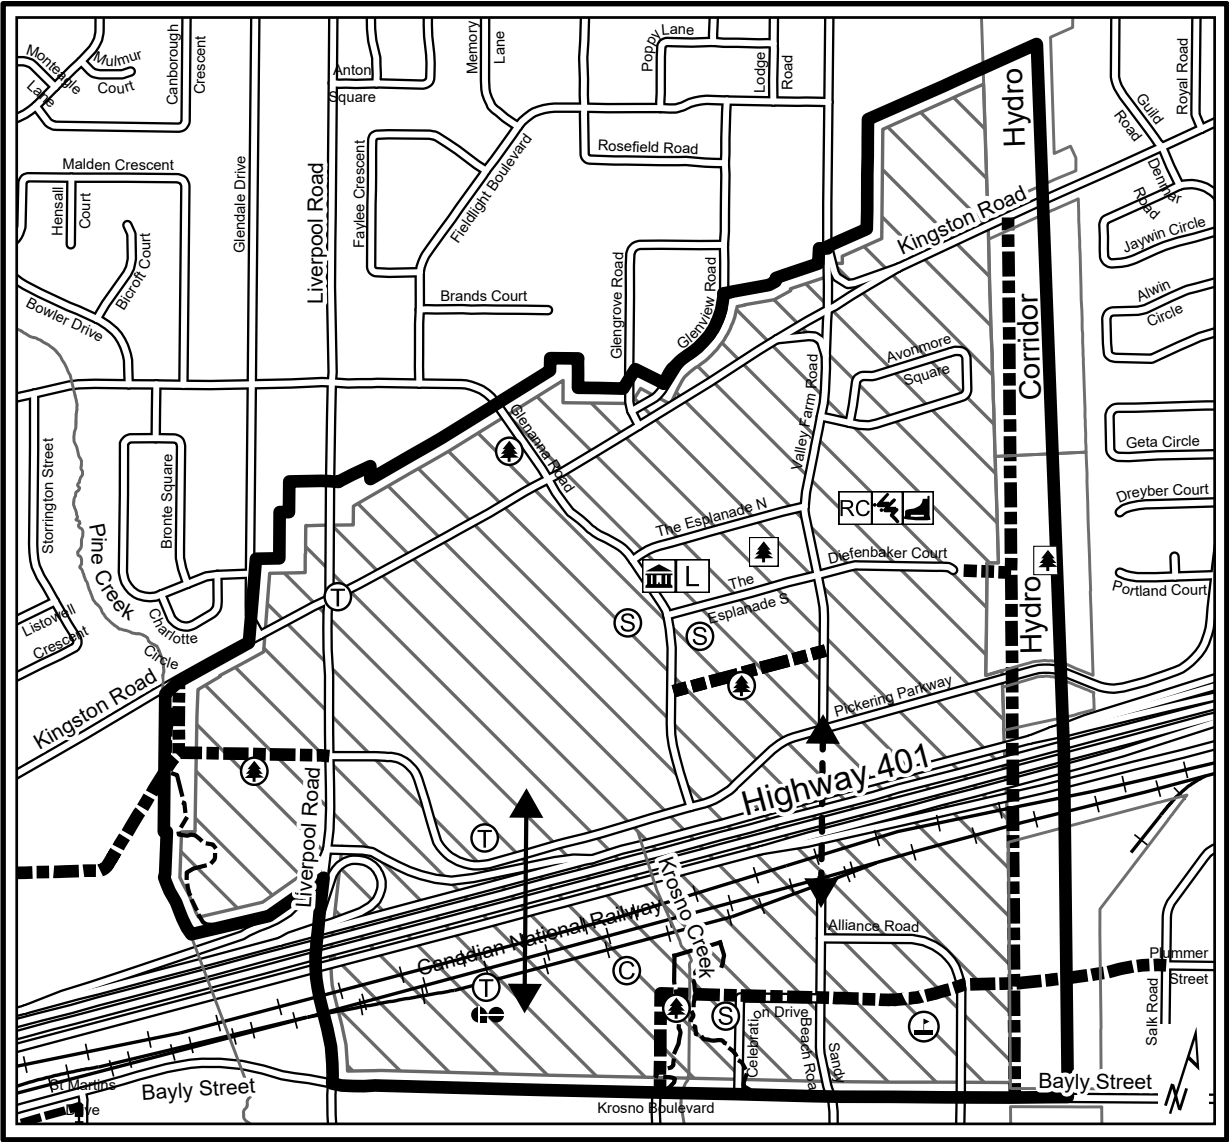 Monteagle
Lane
Mulmur
Court
Canborough
Crescent
Anton
Square
Memory
Lane
Poppy Lane
Lodge
Road
Hydro
Guild
Road
Royal Road
Malden Crescent
Hensall
Court
Glendale Drive
Liverpool Road
Faylee Crescent
Fieldlight Boulevard
Rosefield Road
Denmar
Road
Kingston Road
Jaywin Circle
Bicroft Court
Bowler Drive
Brands Court
Glengrove Road
Glenview Road
Corridor
Alwin
Circle
Avonmore
Square
Valley Farm Road
Glenanna Road
Geta Circle
Storrington Street
Bronte Square
Dreyber Court
RC
The Esplanade N
Pine Creek
Diefenbaker Court
L
The
Esplanade S
Hydro
Portland Court
T
Charlotte
Circle
Listowell
Crescent
S
S
Kingston Road
Pickering Parkway
Highway 401
Liverpool Road
T
Krosno Creek
Canadian National Railway
Alliance Road
C
T
GO
Plummer
Street
S
Celebrati
on Drive
Beach Road
Sandy
Salk Road
St Martins
Drive
Bayly Street
Krosno Boulevard
Bayly Street
N